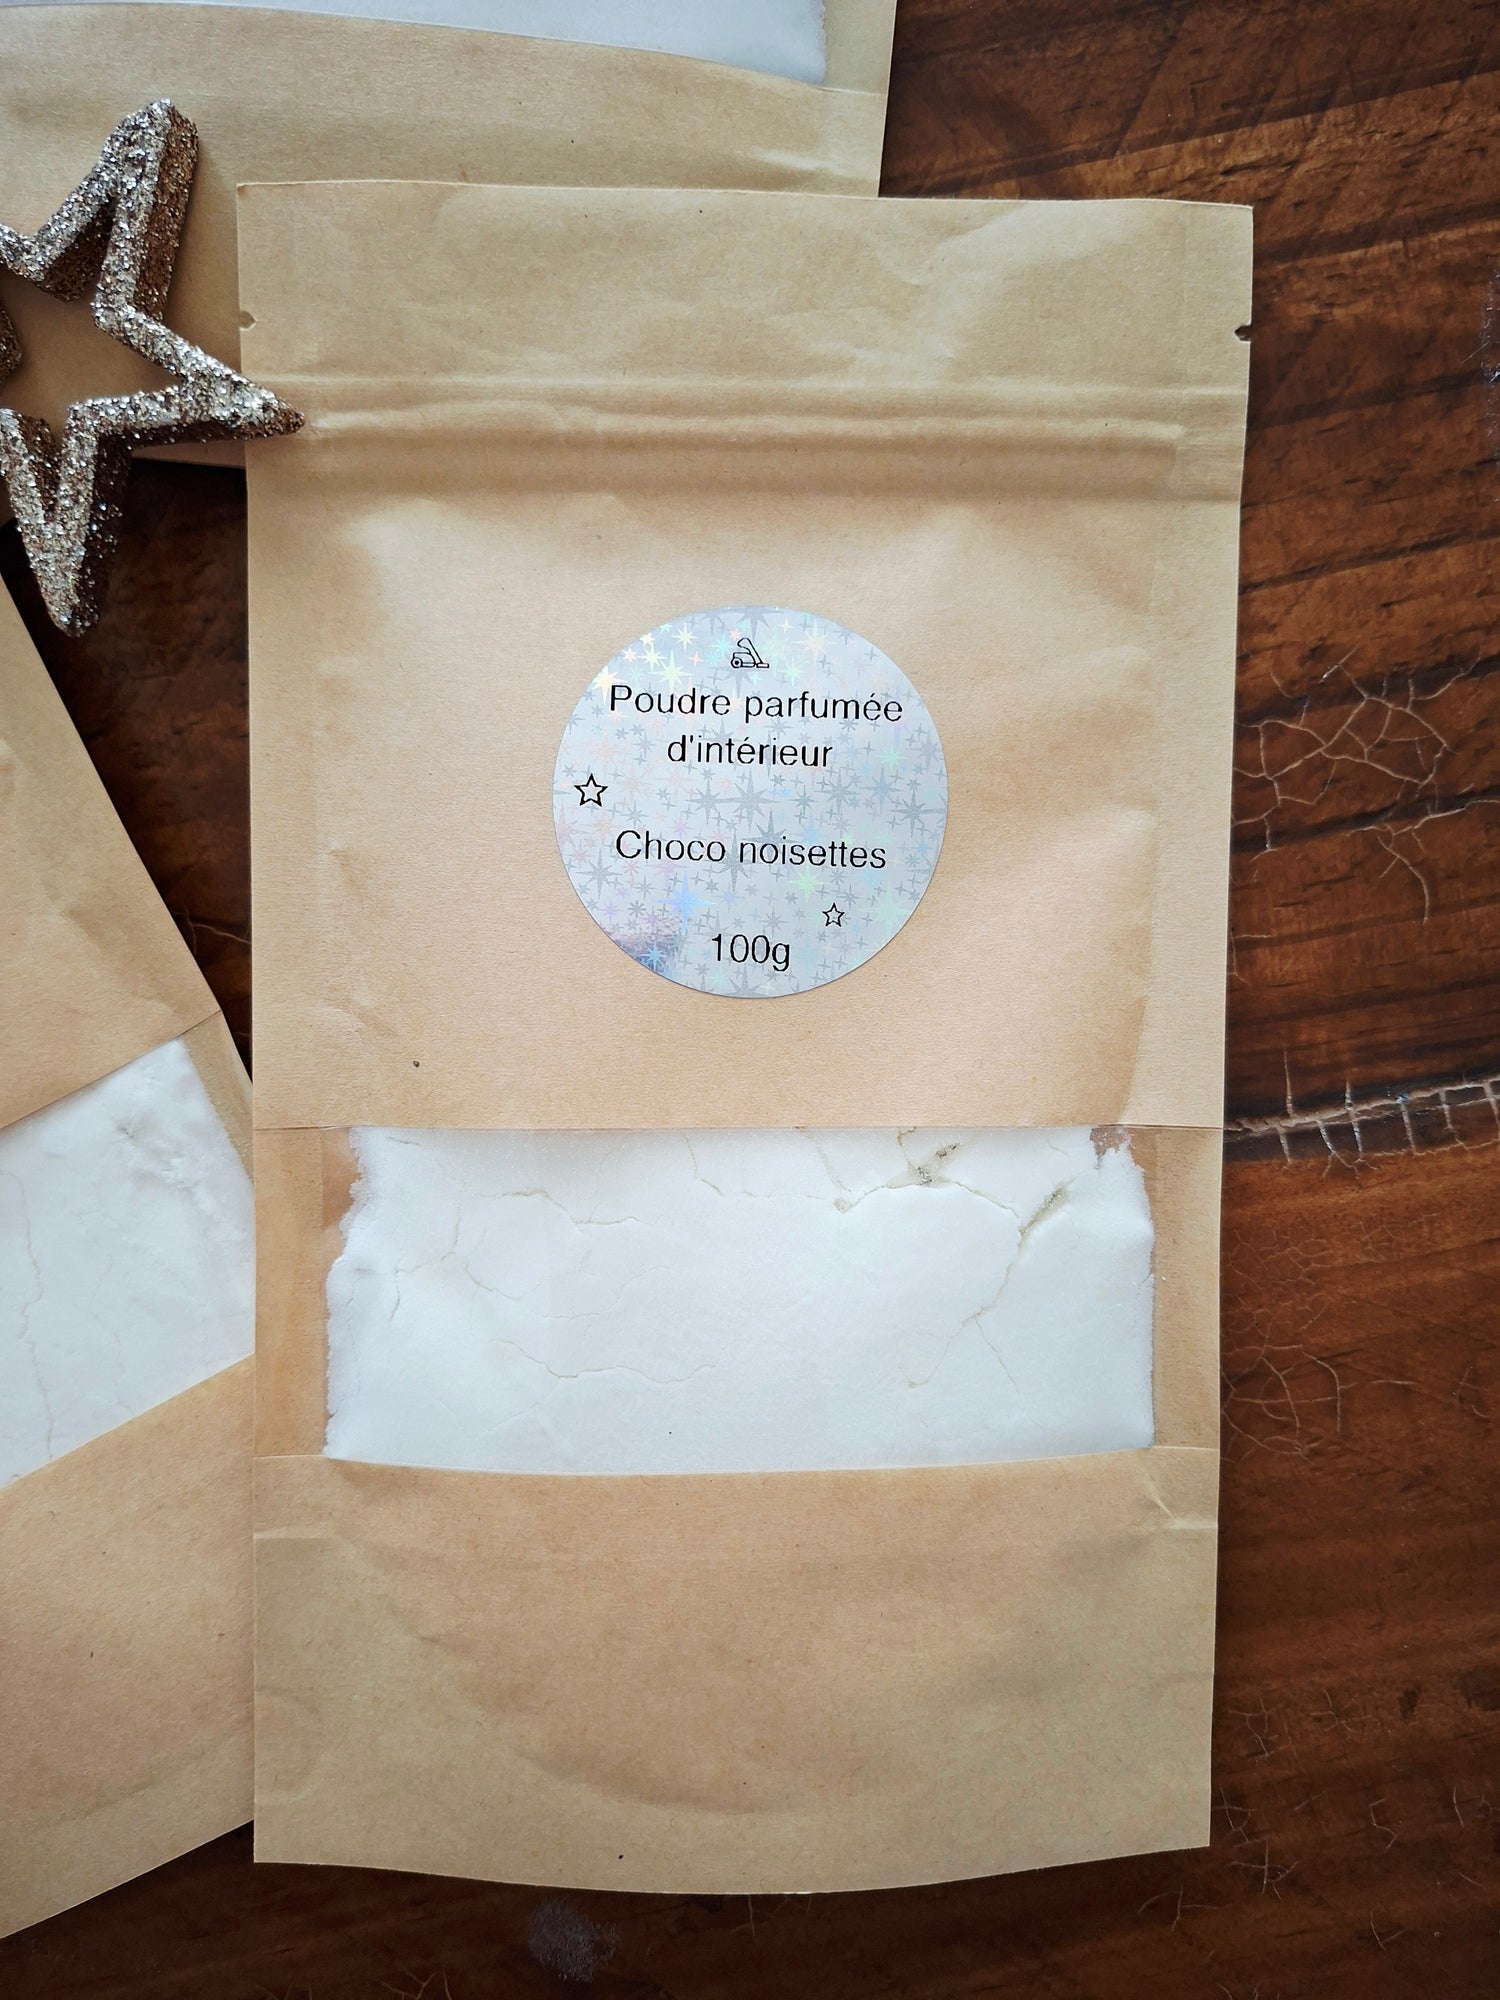 Poudre parfumée
d'intérieur
Choco noisettes
100g